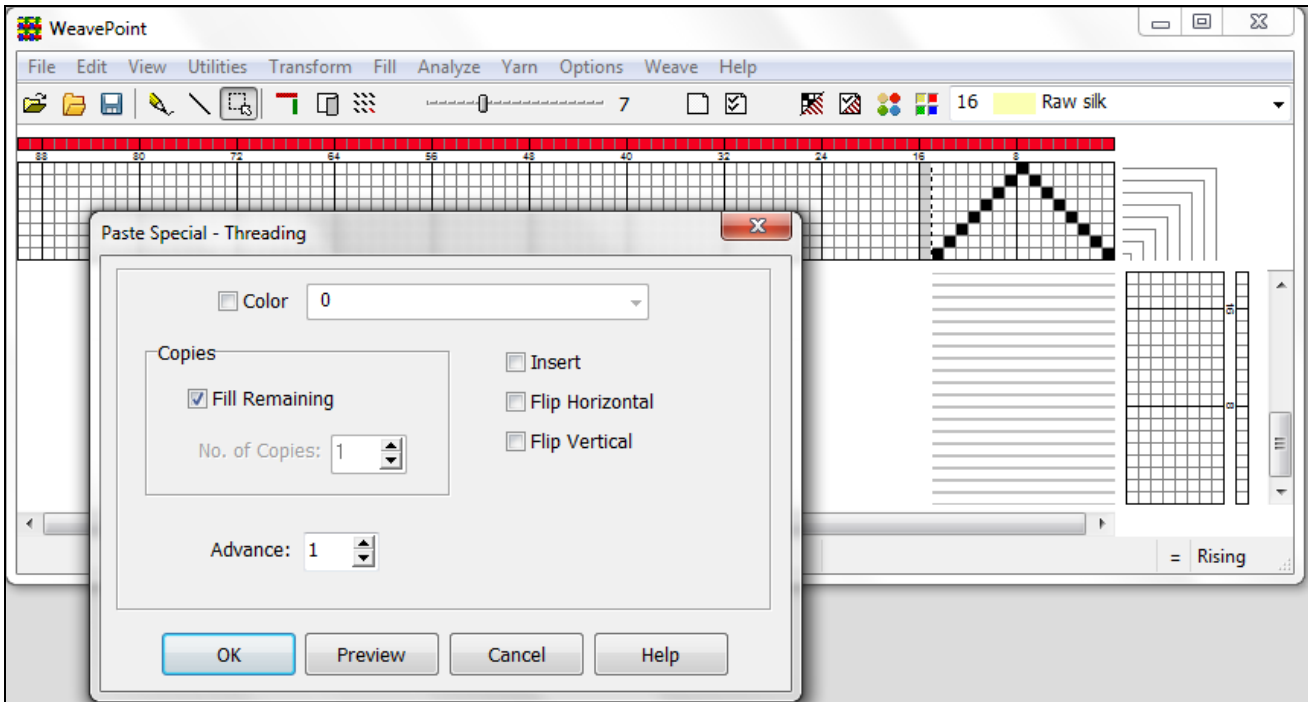 WeavePoint
File Edit View Utilities Transform Fill Analyze Yarn Options Weave Help
7 16 Raw silk
88 80 72 64 56 48 40 32 24 16 8
Paste Special - Threading
Color 0
Copies
Fill Remaining
No. of Copies: 1
Insert
Flip Horizontal
Flip Vertical
Advance: 1
OK Preview Cancel Help
16
8
= Rising